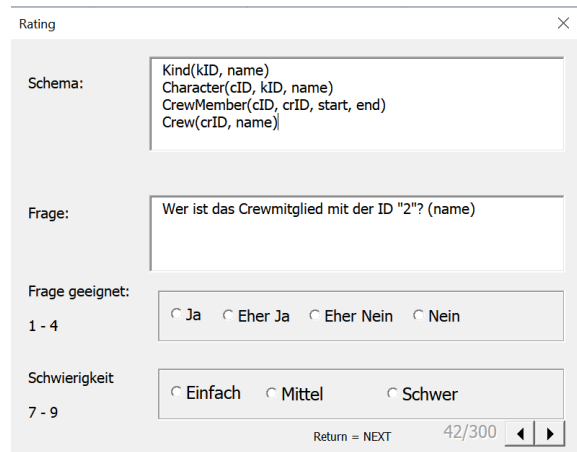 Rating
Schema:
Kind(kID, name)
Character(cID, kID, name)
CrewMember(cID, crID, start, end)
Crew(crID, name)
Frage:
Wer ist das Crewmitglied mit der ID "2"? (name)
Frage geeignet:
1 - 4
Ja Eher Ja Eher Nein Nein
Schwierigkeit
7 - 9
Einfach Mittel Schwer
Return = NEXT 42/300